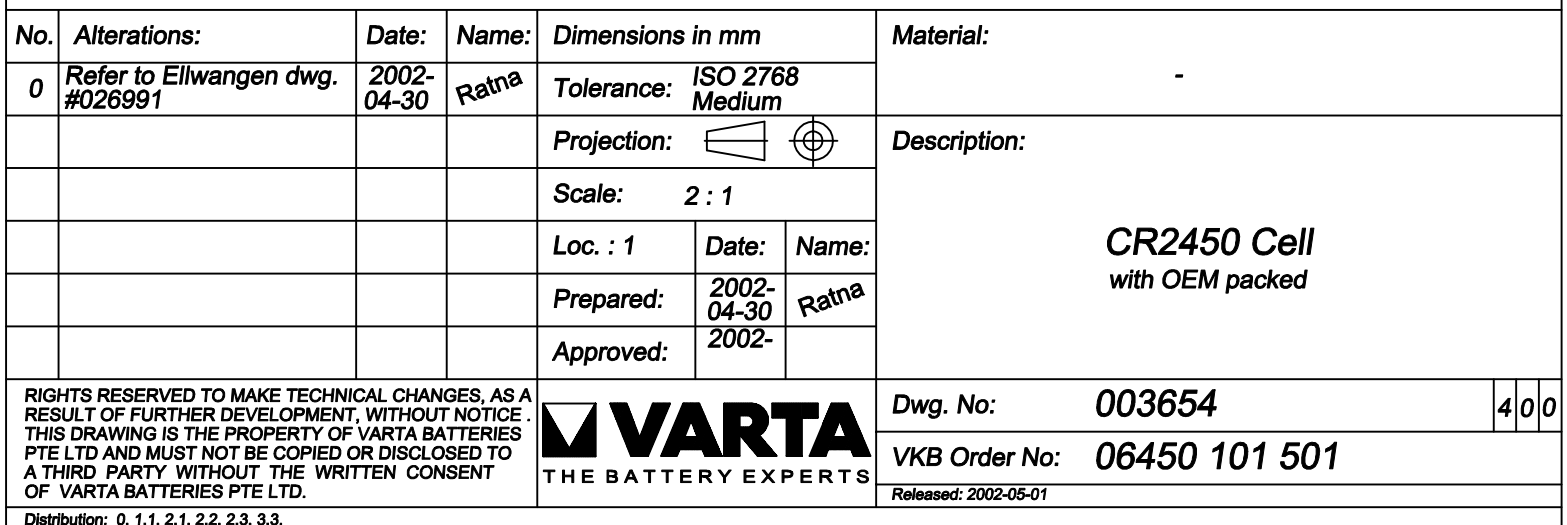 No. Alterations: Date: Name: Dimensions in mm Material:
0 Refer to Ellwangen dwg. #026991 2002-04-30 Ratna Tolerance: ISO 2768 Medium -
Projection: Description:
Scale: 2 : 1
Loc. : 1 Date: Name:
CR2450 Cell
with OEM packed
Prepared: 2002-04-30 Ratna
Approved: 2002-
RIGHTS RESERVED TO MAKE TECHNICAL CHANGES, AS A
RESULT OF FURTHER DEVELOPMENT, WITHOUT NOTICE .
THIS DRAWING IS THE PROPERTY OF VARTA BATTERIES
PTE LTD AND MUST NOT BE COPIED OR DISCLOSED TO
A THIRD PARTY WITHOUT THE WRITTEN CONSENT
OF VARTA BATTERIES PTE LTD.
VARTA
THE BATTERY EXPERTS
Dwg. No: 003654 4 0 0
VKB Order No: 06450 101 501
Released: 2002-05-01
Distribution: 0, 1.1, 2.1, 2.2, 2.3, 3.3,